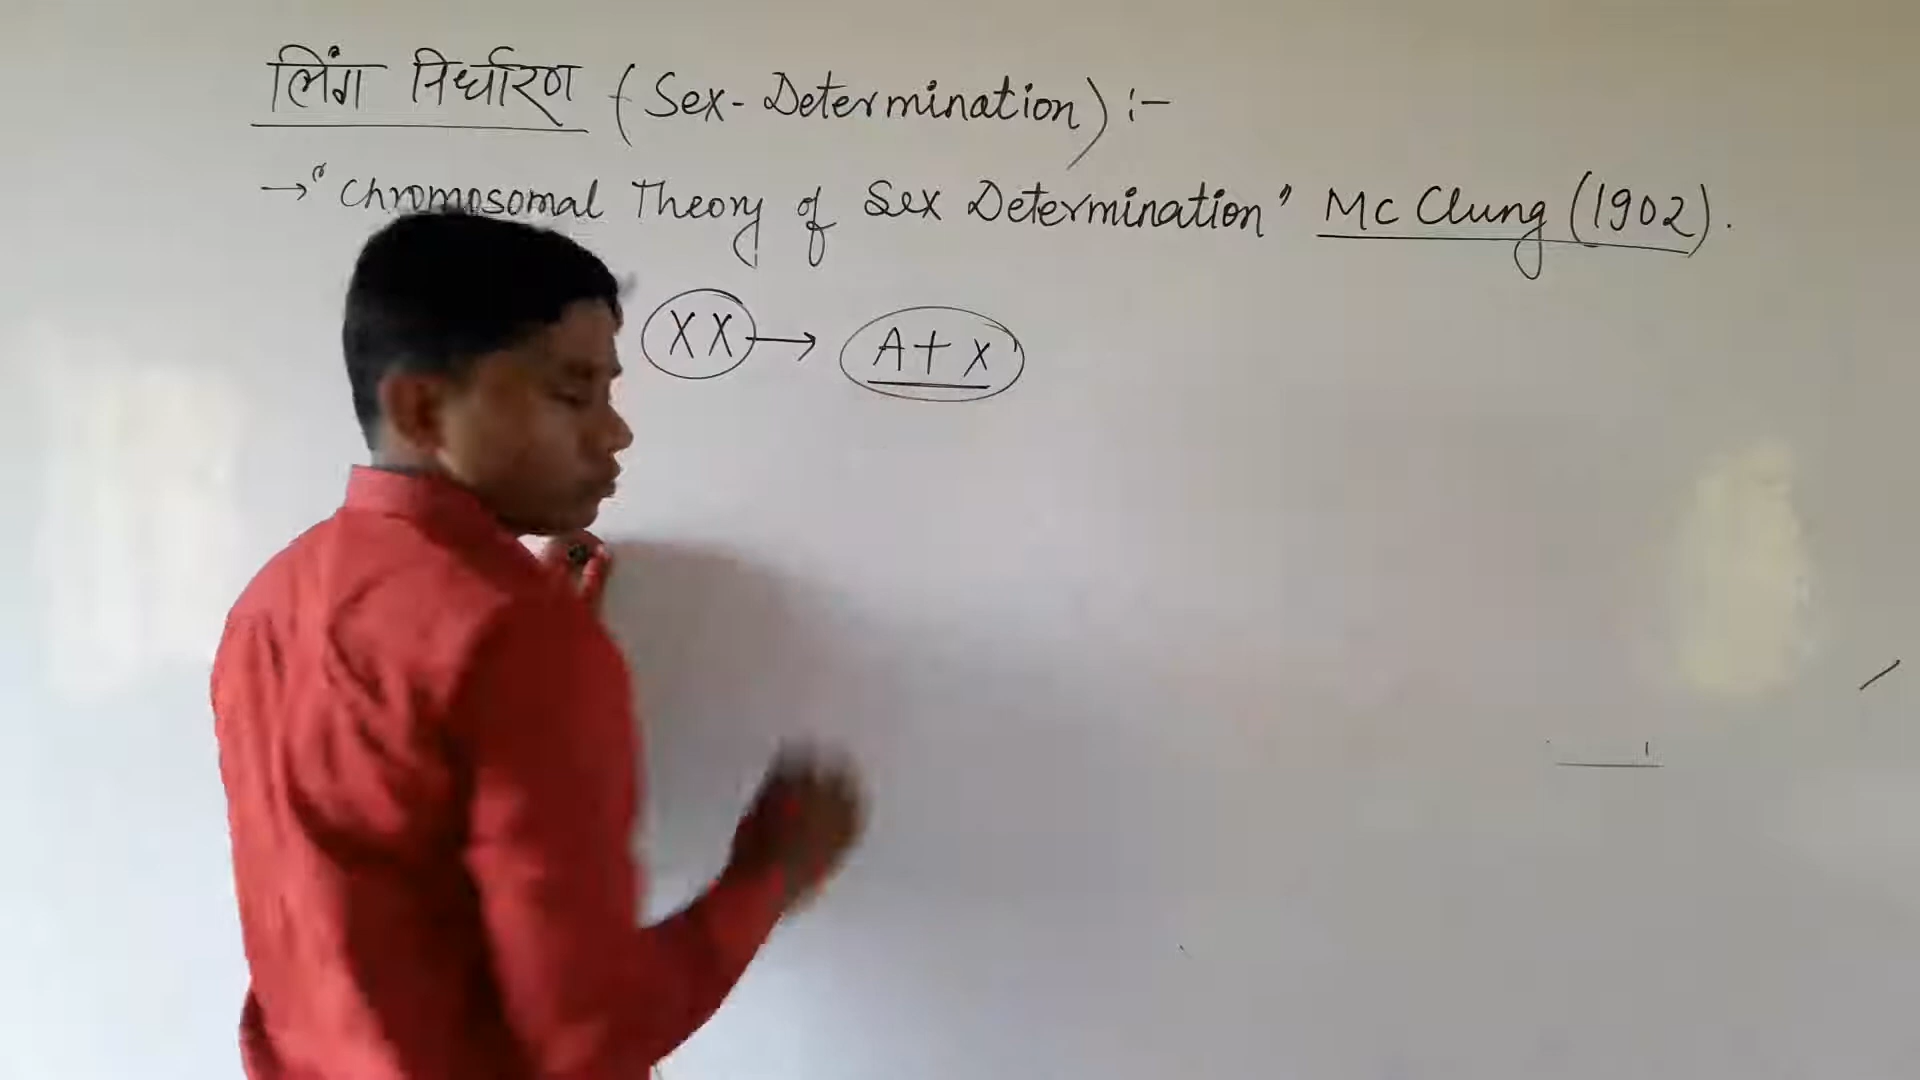 लिंग निर्धारण (Sex-Determination) :-
→ "Chromosomal Theory of Sex Determination" Mc Clung (1902).
XX → A+X